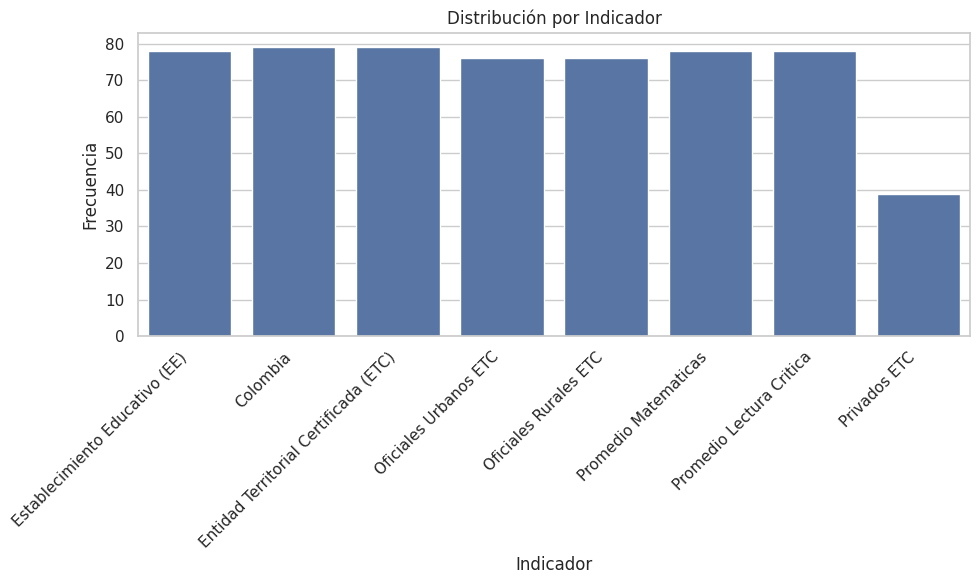 Distribución por Indicador
Frecuencia
80
70
60
50
40
30
20
10
0
Establecimiento Educativo (EE)
Colombia
Entidad Territorial Certificada (ETC)
Oficiales Urbanos ETC
Oficiales Rurales ETC
Promedio Matematicas
Promedio Lectura Critica
Privados ETC
Indicador